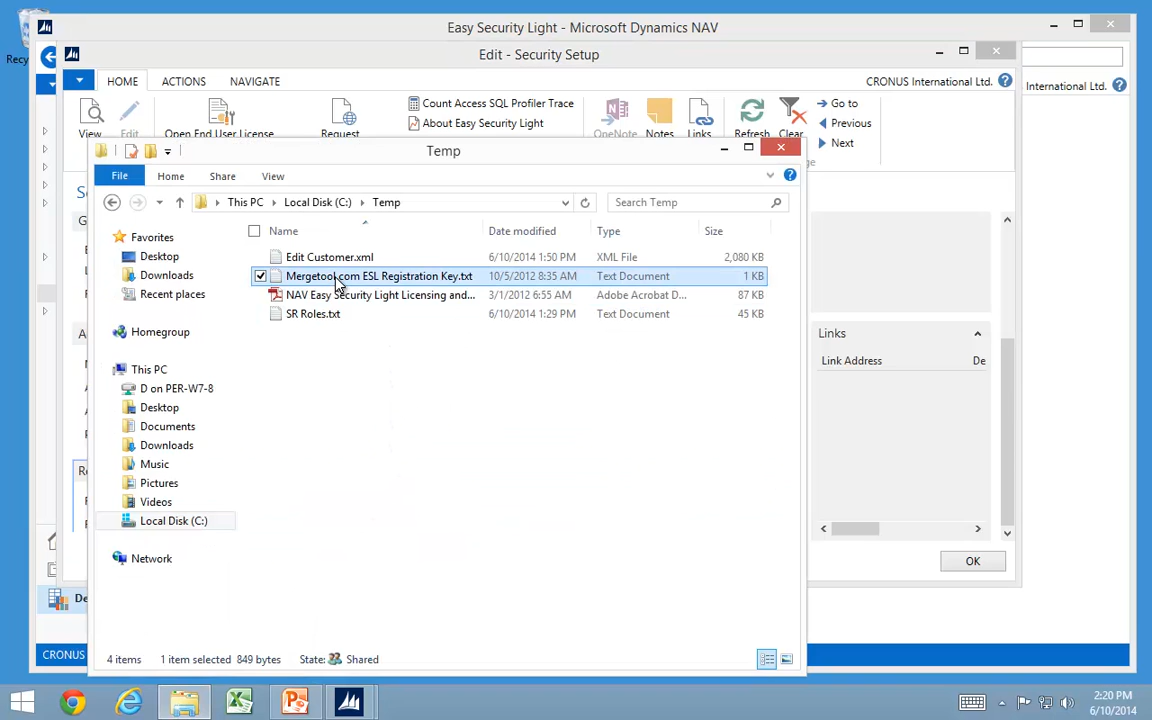 Easy Security Light - Microsoft Dynamics NAV
Edit - Security Setup
HOME ACTIONS NAVIGATE
CRONUS International Ltd.
International Ltd.
View
Edit
Open End User License
Request
Count Access SQL Profiler Trace
About Easy Security Light
OneNote
Notes
Links
Refresh
Clear
Go to
Previous
Next
Temp
File Home Share View
This PC Local Disk (C:) Temp
Search Temp
Name Date modified Type Size
Edit Customer.xml 6/10/2014 1:50 PM XML File 2,080 KB
Mergetool.com ESL Registration Key.txt 10/5/2012 8:35 AM Text Document 1 KB
NAV Easy Security Light Licensing and... 3/1/2012 6:55 AM Adobe Acrobat D... 87 KB
SR Roles.txt 6/10/2014 1:29 PM Text Document 45 KB
Favorites
Desktop
Downloads
Recent places
Homegroup
This PC
D on PER-W7-8
Desktop
Documents
Downloads
Music
Pictures
Videos
Local Disk (C:)
Network
4 items 1 item selected 849 bytes State: Shared
Links
Link Address De
OK
De
CRONUS
2:20 PM
6/10/2014